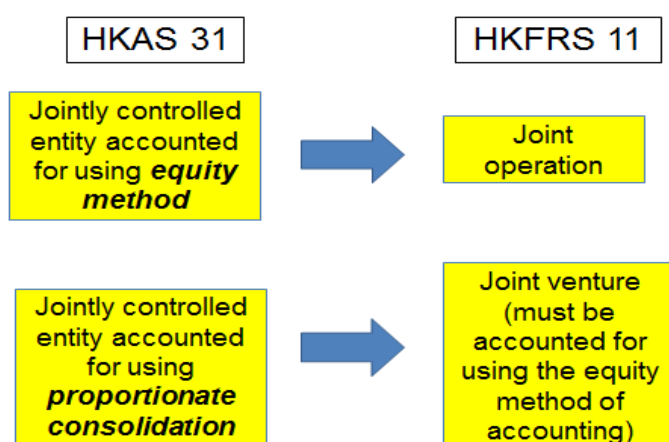 HKAS 31
HKFRS 11
Jointly controlled
entity accounted
for using equity
method
Joint
operation
Jointly controlled
entity accounted
for using
proportionate
consolidation
Joint venture
(must be
accounted for
using the equity
method of
accounting)